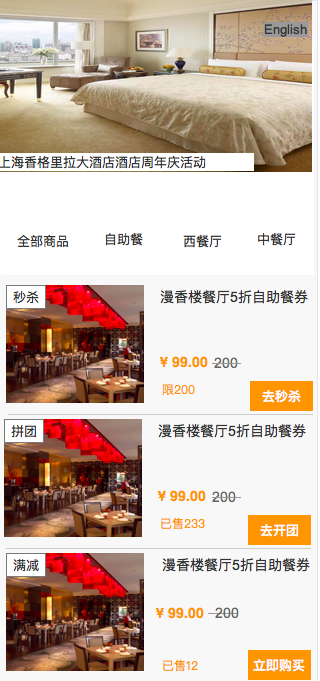 English
上海香格里拉大酒店酒店周年庆活动
全部商品 自助餐 西餐厅 中餐厅
秒杀
漫香楼餐厅5折自助餐券
¥ 99.00 200
限200
去秒杀
拼团
漫香楼餐厅5折自助餐券
¥ 99.00 200
已售233
去开团
满减
漫香楼餐厅5折自助餐券
¥ 99.00 200
已售12
立即购买